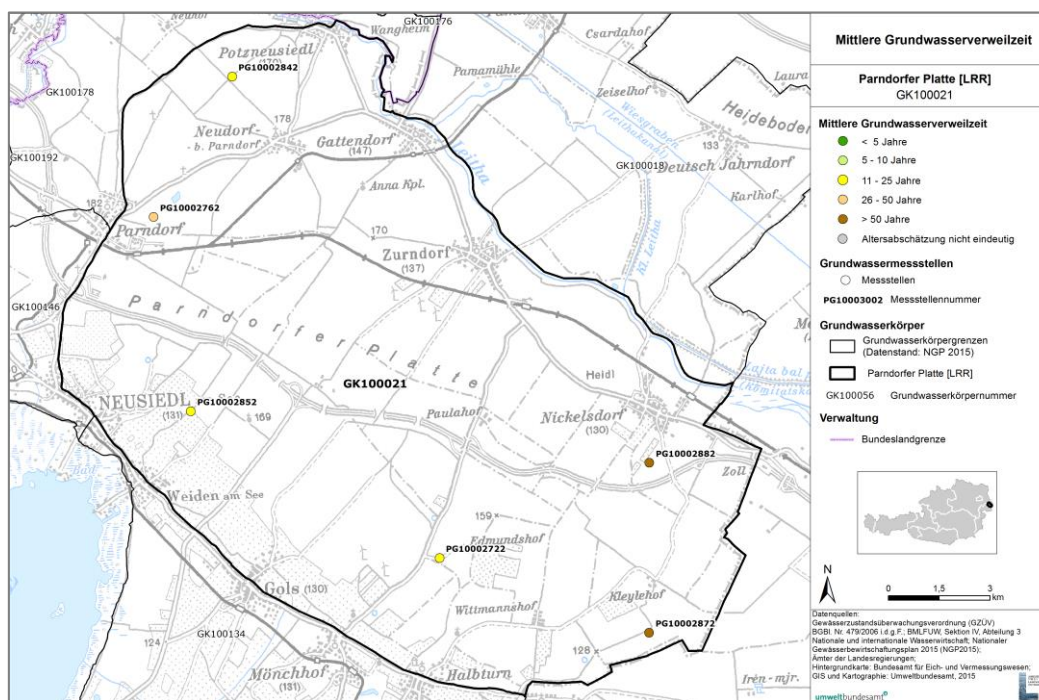 GK100176
Neuhof
Wangheim
Csardahof
Potzneusiedl
(170)
PG10002842
GK100178
Pamamühle
Zeiselhof
Laura
Wiesgraben
(Leithakanal)
Heideboden
Neudorf-
b. Parndorf
178
Gattendorf
(147)
Leitha
133
Deutsch Jahrndorf
GK100018
GK100192
Anna Kpl.
Karlhof
182
PG10002762
Parndorf
170
Zurndorf
(137)
Kl. Leitha
GK100146
Parndorfer Platte
GK100021
Heidl
NEUSIEDL
(131)
PG10002852
169
Paulahof
Nickelsdorf
(130)
Bad
PG10002882
Zoll
Weiden am See
159
Edmundshof
PG10002722
Gols (130)
Kleylehof
Wittmannshof
PG10002872
124
GK100134
128
Mönchhof
Halbturn
Iren-mjr.
Mittlere Grundwasserverweilzeit
Parndorfer Platte [LRR]
GK100021
Mittlere Grundwasserverweilzeit
< 5 Jahre
5 - 10 Jahre
11 - 25 Jahre
26 - 50 Jahre
> 50 Jahre
Altersabschätzung nicht eindeutig
Grundwassermessstellen
Messstellen
PG10003002 Messstellennummer
Grundwasserkörper
Grundwasserkörpergrenzen
(Datenstand: NGP 2015)
Parndorfer Platte [LRR]
GK100056 Grundwasserkörpernummer
Verwaltung
Bundeslandgrenze
N
0 1,5 3
km
Datenquellen:
Gewässerzustandsüberwachungsverordnung (GZÜV)
BGBl. Nr. 479/2006 i.d.g.F.; BMLFUW, Sektion IV, Abteilung 3
Nationale und internationale Wasserwirtschaft; Nationaler
Gewässerbewirtschaftungsplan 2015 (NGP2015);
Ämter der Landesregierungen;
Hintergrundkarte: Bundesamt für Eich- und Vermessungswesen;
GIS und Kartographie: Umweltbundesamt, 2015
umweltbundesamt